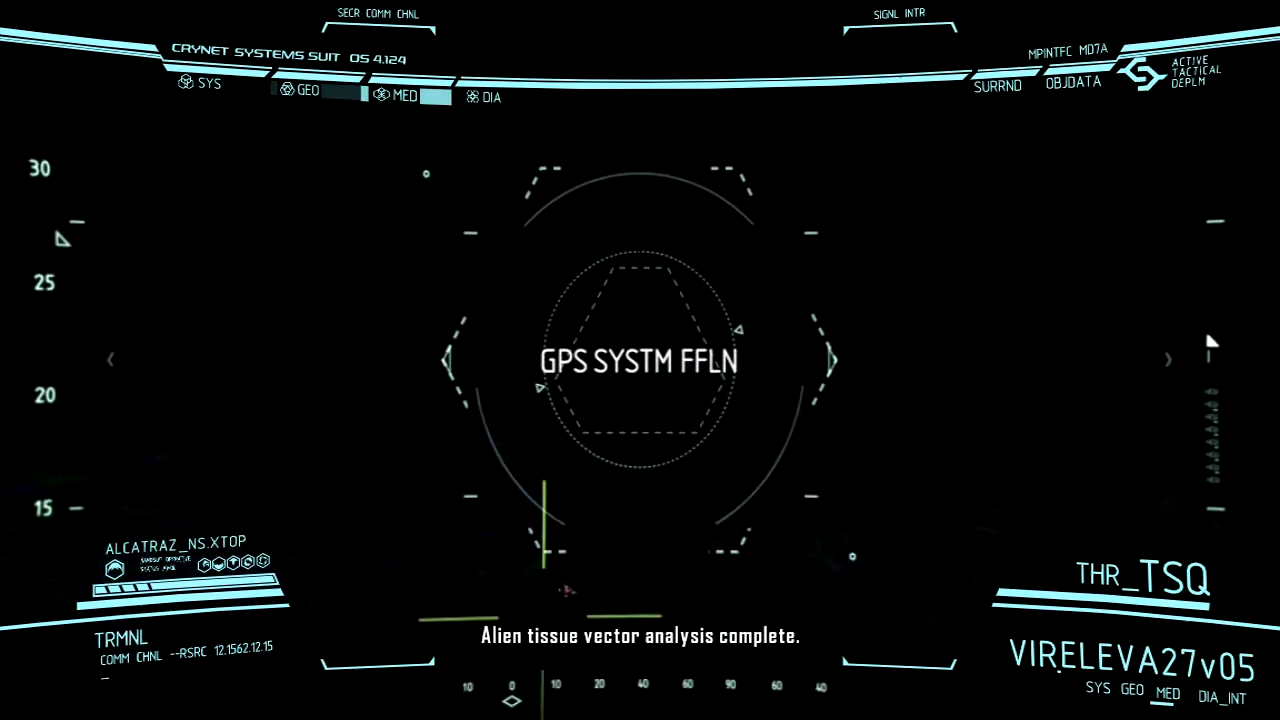 SECR COMM CHNL
SIGNL INTR
CRYNET SYSTEMS SUIT OS 4.124
MPINTFC MD7A
ACTIVE
TACTICAL
DEPLM
SYS
GEO
MED
DIA
SURRND
OBJDATA
30
25
20
15
GPS SYSTM FFLN
ALCATRAZ_NS.XTOP
THR_TSQ
TRMNL
COMM CHNL --RSRC 12.1562.12.15
_
Alien tissue vector analysis complete.
VIRELEVA27v05
SYS GEO MED DIA_INT
10 0 10 20 40 60 90 60 40